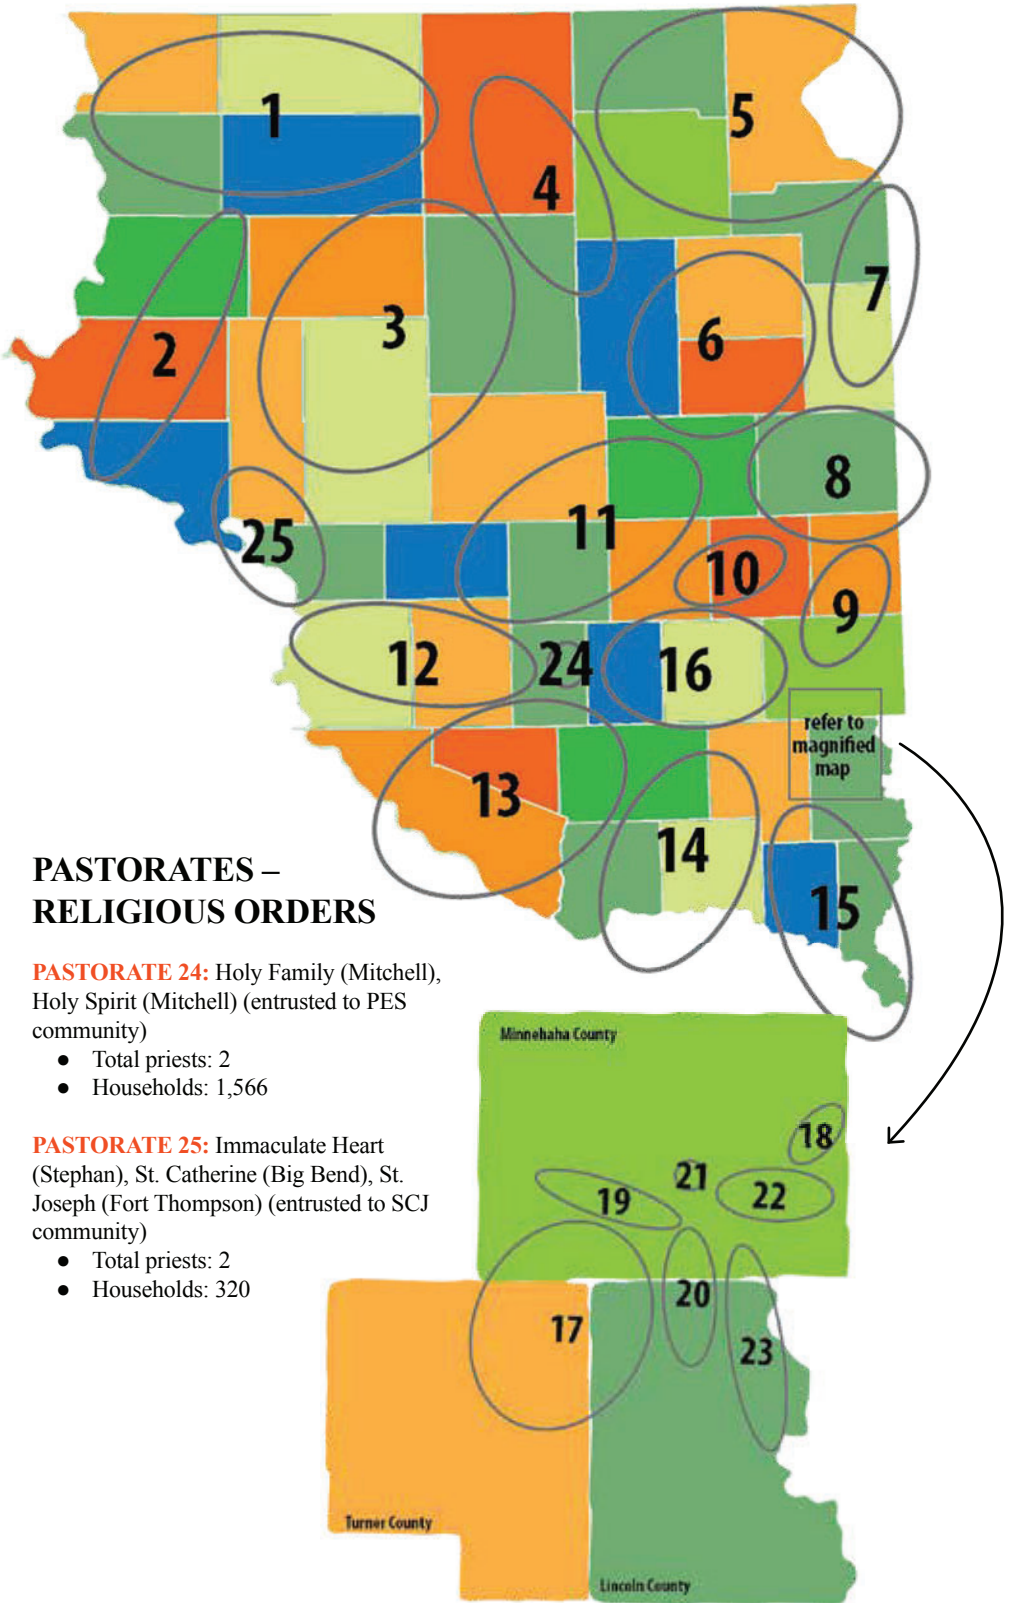 1
5
4
7
3
6
2
8
11
25
10
9
12
24
16
refer to
magnified
map
13
14
15
PASTORATES –
RELIGIOUS ORDERS
PASTORATE 24: Holy Family (Mitchell),
Holy Spirit (Mitchell) (entrusted to PES
community)
● Total priests: 2
● Households: 1,566
PASTORATE 25: Immaculate Heart
(Stephan), St. Catherine (Big Bend), St.
Joseph (Fort Thompson) (entrusted to SCJ
community)
● Total priests: 2
● Households: 320
Minnehaha County
18
21
19
22
20
17
23
Turner County
Lincoln County